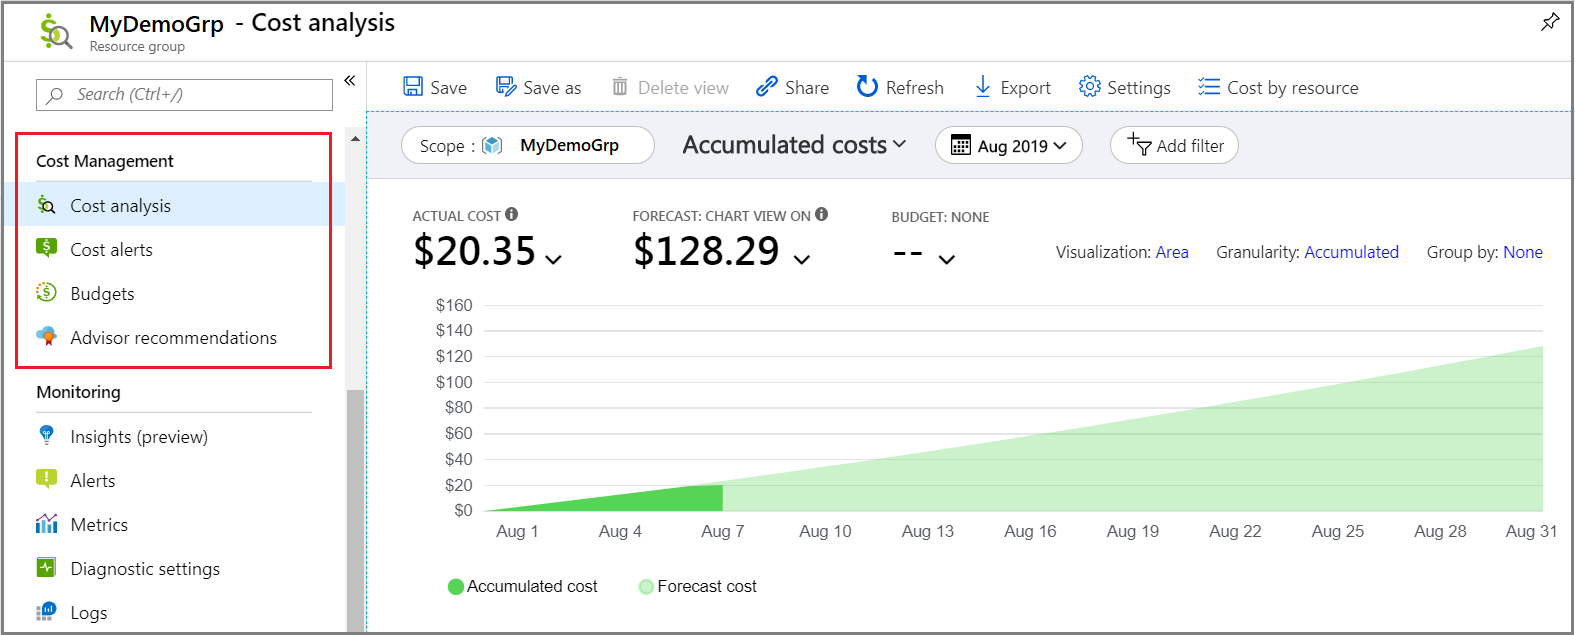 MyDemoGrp - Cost analysis
Resource group
Search (Ctrl+/)
«
Cost Management
Cost analysis
Cost alerts
Budgets
Advisor recommendations
Monitoring
Insights (preview)
Alerts
Metrics
Diagnostic settings
Logs
Save
Save as
Delete view
Share
Refresh
Export
Settings
Cost by resource
Scope : MyDemoGrp
Accumulated costs
Aug 2019
Add filter
ACTUAL COST
$20.35
FORECAST: CHART VIEW ON
$128.29
BUDGET: NONE
--
Visualization: Area
Granularity: Accumulated
Group by: None
$160
$140
$120
$100
$80
$60
$40
$20
$0
Aug 1
Aug 4
Aug 7
Aug 10
Aug 13
Aug 16
Aug 19
Aug 22
Aug 25
Aug 28
Aug 31
Accumulated cost
Forecast cost